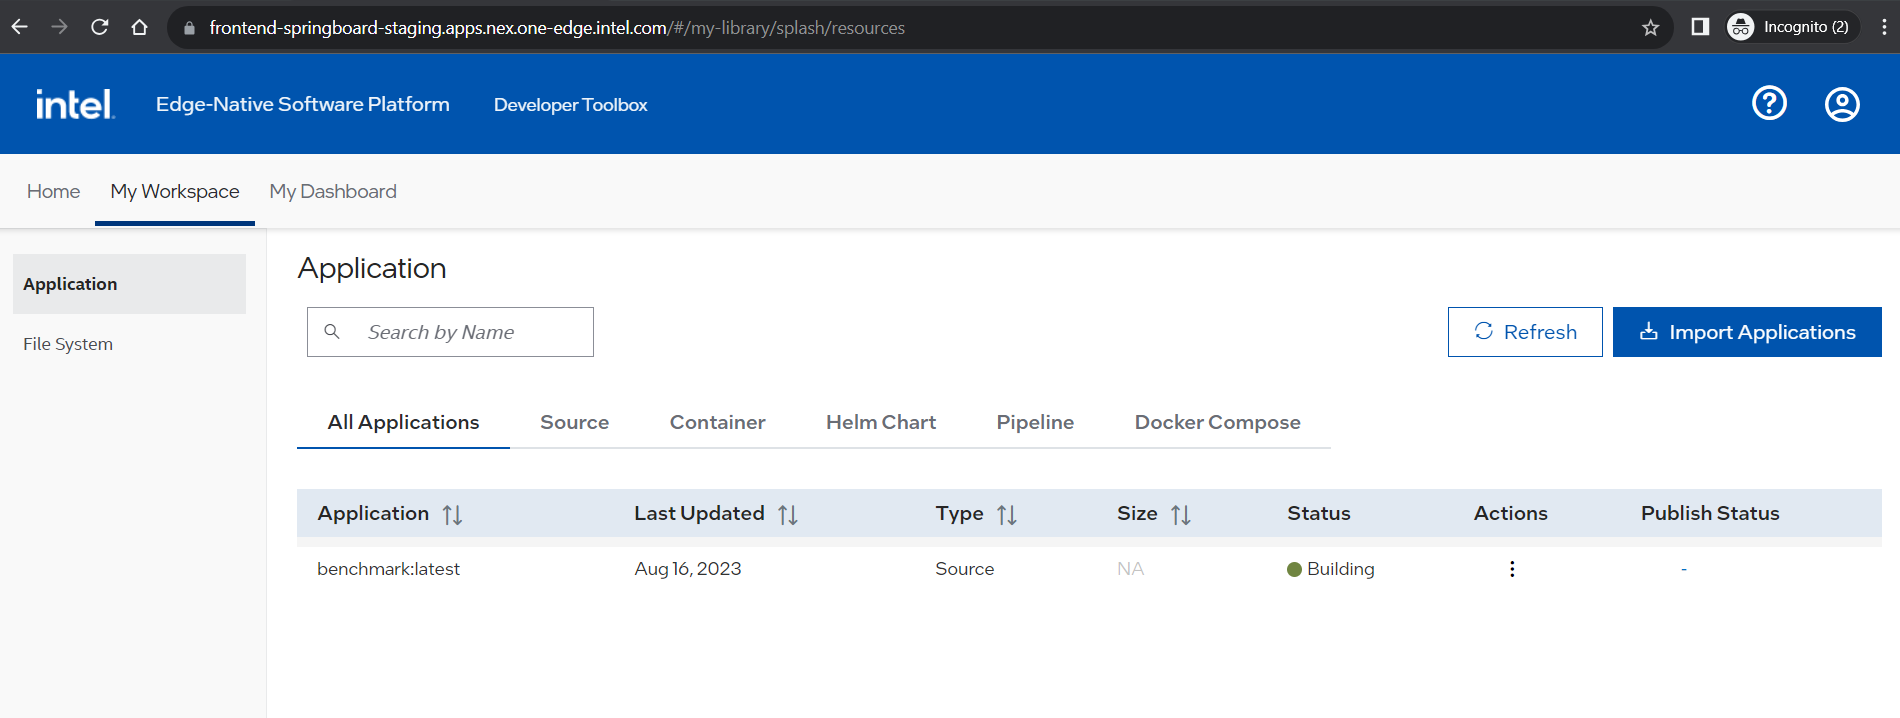 frontend-springboard-staging.apps.nex.one-edge.intel.com/#/my-library/splash/resources
Incognito (2)
intel.
Edge-Native Software Platform
Developer Toolbox
Home
My Workspace
My Dashboard
Application
File System
Application
Search by Name
Refresh
Import Applications
All Applications
Source
Container
Helm Chart
Pipeline
Docker Compose
Application
Last Updated
Type
Size
Status
Actions
Publish Status
benchmark:latest
Aug 16, 2023
Source
NA
Building
-